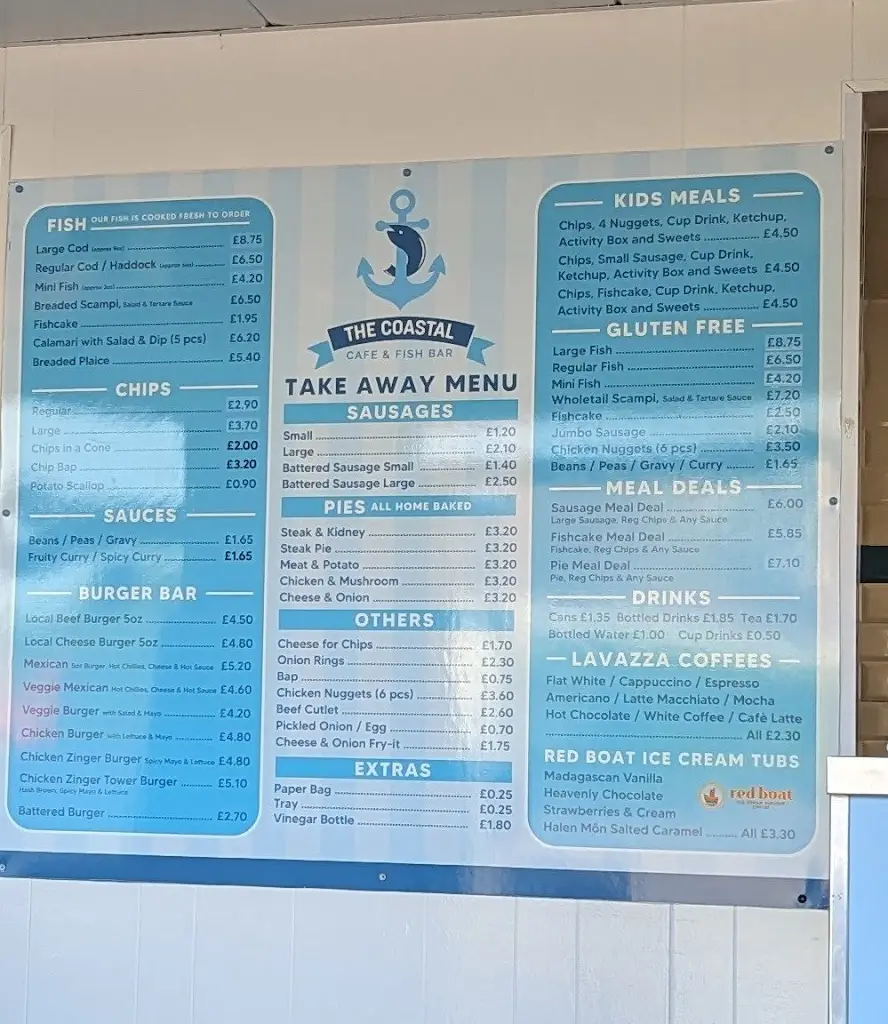 FISH OUR FISH IS COOKED FRESH TO ORDER
Large Cod (approx 8oz) £8.75
Regular Cod / Haddock £6.50
Mini Fish £4.20
Breaded Scampi, Salad & Tartare Sauce £6.50
Fishcake £1.95
Calamari with Salad & Dip (5 pcs) £6.20
Breaded Plaice £5.40
CHIPS
Regular £2.90
Large £3.70
Chips in a Cone £2.00
Chip Bap £3.20
Potato Scallop £0.90
SAUCES
Beans / Peas / Gravy £1.65
Fruity Curry / Spicy Curry £1.65
BURGER BAR
Local Beef Burger 5oz £4.50
Local Cheese Burger 5oz £4.80
Mexican 5oz Burger, Hot Chillies, Cheese & Hot Sauce £5.20
Veggie Mexican Hot Chillies, Cheese & Hot Sauce £4.60
Veggie Burger with Salad & Mayo £4.20
Chicken Burger with Lettuce & Mayo £4.80
Chicken Zinger Burger Spicy Mayo & Lettuce £4.80
Chicken Zinger Tower Burger £5.10
Hash Brown, Spicy Mayo & Lettuce
Battered Burger £2.70
THE COASTAL
CAFE & FISH BAR
TAKE AWAY MENU
SAUSAGES
Small £1.20
Large £2.10
Battered Sausage Small £1.40
Battered Sausage Large £2.50
PIES ALL HOME BAKED
Steak & Kidney £3.20
Steak Pie £3.20
Meat & Potato £3.20
Chicken & Mushroom £3.20
Cheese & Onion £3.20
OTHERS
Cheese for Chips £1.70
Onion Rings £2.30
Bap £0.75
Chicken Nuggets (6 pcs) £3.60
Beef Cutlet £2.60
Pickled Onion / Egg £0.70
Cheese & Onion Fry-it £1.75
EXTRAS
Paper Bag £0.25
Tray £0.25
Vinegar Bottle £1.80
KIDS MEALS
Chips, 4 Nuggets, Cup Drink, Ketchup,
Activity Box and Sweets £4.50
Chips, Small Sausage, Cup Drink,
Ketchup, Activity Box and Sweets £4.50
Chips, Fishcake, Cup Drink, Ketchup,
Activity Box and Sweets £4.50
GLUTEN FREE
Large Fish £8.75
Regular Fish £6.50
Mini Fish £4.20
Wholetail Scampi, Salad & Tartare Sauce £7.20
Fishcake £2.50
Jumbo Sausage £2.10
Chicken Nuggets (6 pcs) £3.50
Beans / Peas / Gravy / Curry £1.65
MEAL DEALS
Sausage Meal Deal £6.00
Large Sausage, Reg Chips & Any Sauce
Fishcake Meal Deal £5.85
Fishcake, Reg Chips & Any Sauce
Pie Meal Deal £7.10
Pie, Reg Chips & Any Sauce
DRINKS
Cans £1.35 Bottled Drinks £1.85 Tea £1.70
Bottled Water £1.00 Cup Drinks £0.50
LAVAZZA COFFEES
Flat White / Cappuccino / Espresso
Americano / Latte Macchiato / Mocha
Hot Chocolate / White Coffee / Cafè Latte
All £2.30
RED BOAT ICE CREAM TUBS
Madagascan Vanilla
Heavenly Chocolate
Strawberries & Cream
Halen Môn Salted Caramel All £3.30
red boat